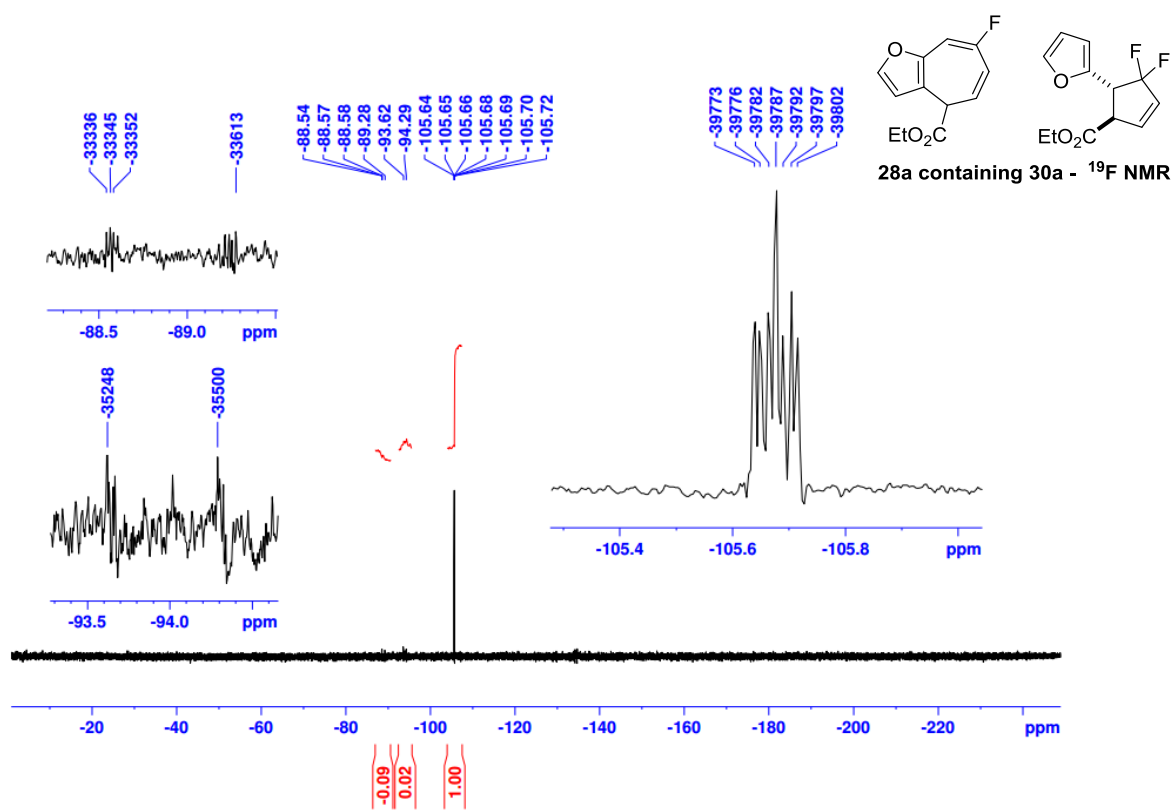 F
O
EtO₂C
O
F
F
EtO₂C
28a containing 30a - ¹⁹F NMR
-33336
-33345
-33352
-33613
-88.54
-88.57
-88.58
-89.28
-93.62
-94.29
-105.64
-105.65
-105.66
-105.68
-105.69
-105.70
-105.72
-39773
-39776
-39782
-39787
-39792
-39797
-39802
-88.5 -89.0 ppm
-35248
-35500
-93.5 -94.0 ppm
-105.4 -105.6 -105.8 ppm
-20 -40 -60 -80 -100 -120 -140 -160 -180 -200 -220 ppm
-0.09
0.02
1.00